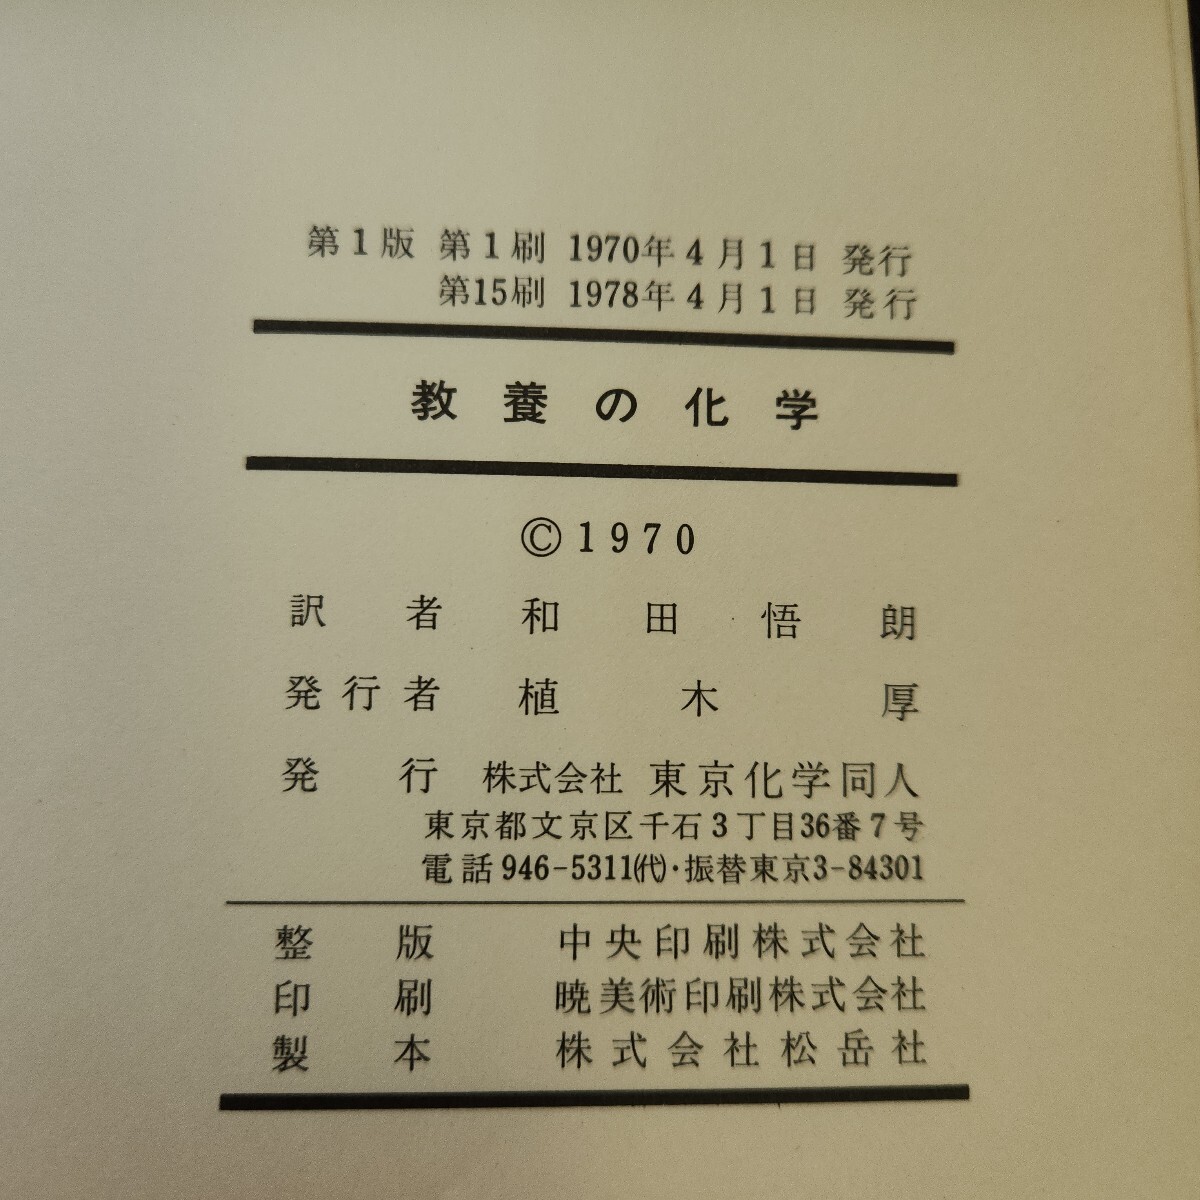 第1版 第1刷 1970年4月1日 発行
第15刷 1978年4月1日 発行
教養の化学
©1970
訳者 和田悟朗
発行者 植木厚
発行 株式会社 東京化学同人
東京都文京区千石3丁目36番7号
電話 946-5311(代)・振替東京3-84301
整版 中央印刷株式会社
印刷 暁美術印刷株式会社
製本 株式会社松岳社